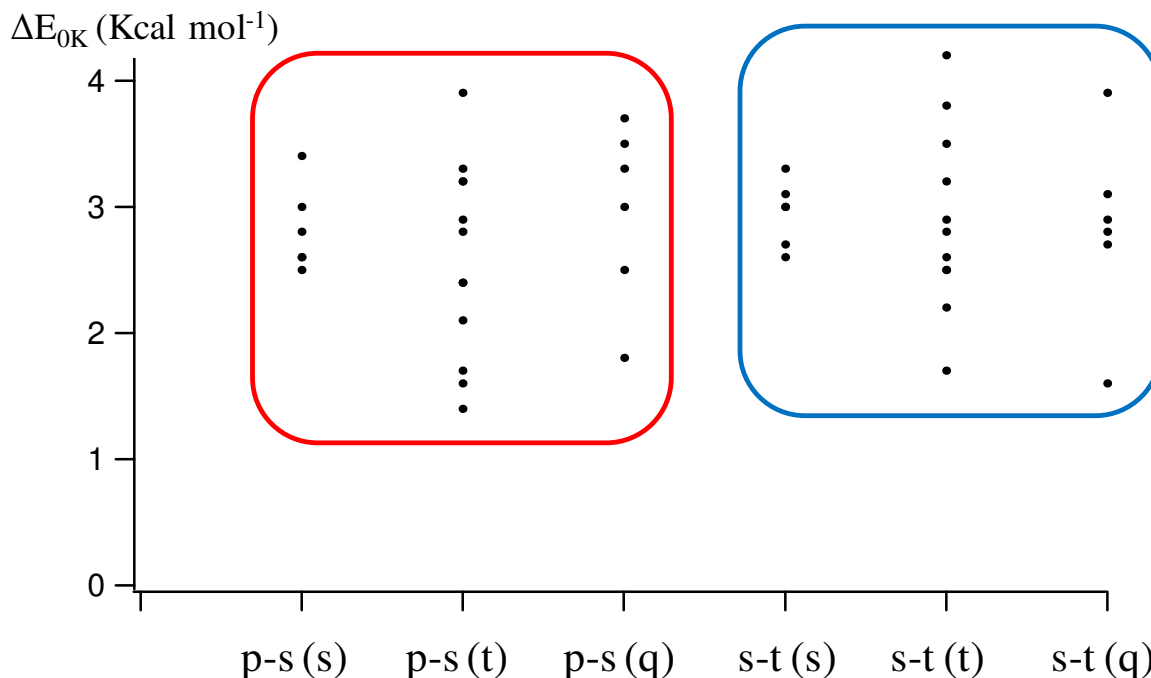 ΔE0K (Kcal mol-1)
4
3
2
1
0
p-s (s) p-s (t) p-s (q) s-t (s) s-t (t) s-t (q)